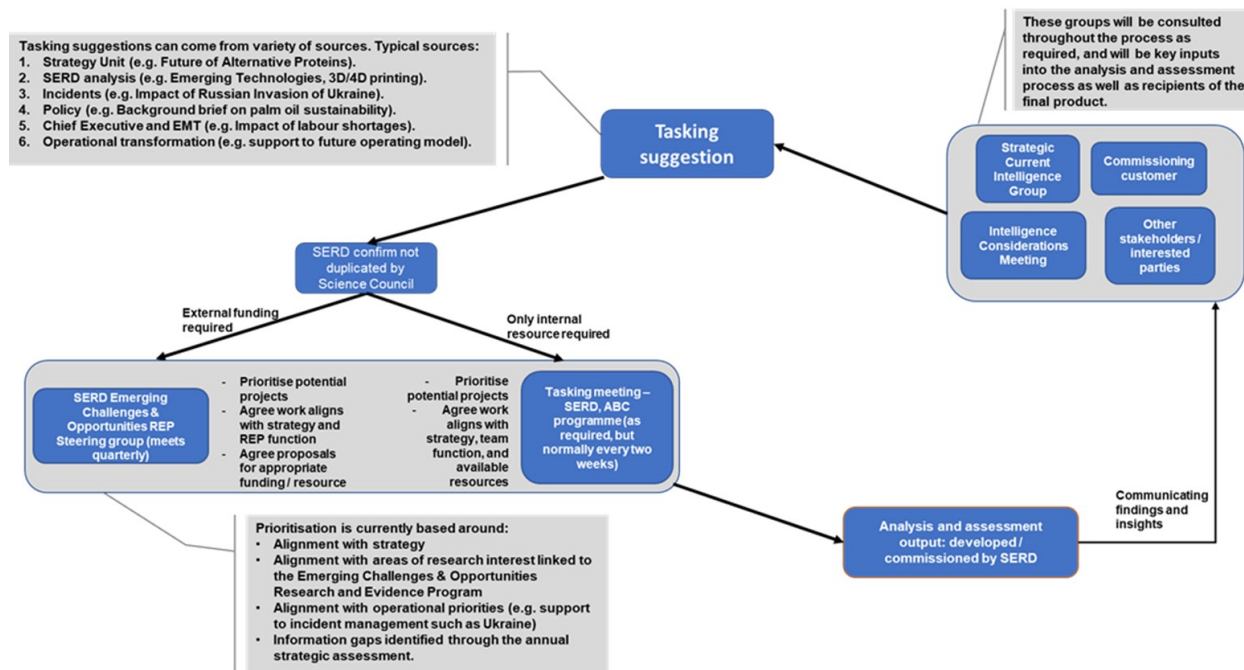 Tasking suggestions can come from variety of sources. Typical sources:
1. Strategy Unit (e.g. Future of Alternative Proteins).
2. SERD analysis (e.g. Emerging Technologies, 3D/4D printing).
3. Incidents (e.g. Impact of Russian Invasion of Ukraine).
4. Policy (e.g. Background brief on palm oil sustainability).
5. Chief Executive and EMT (e.g. Impact of labour shortages).
6. Operational transformation (e.g. support to future operating model).
Tasking
suggestion
These groups will be consulted
throughout the process as
required, and will be key inputs
into the analysis and assessment
process as well as recipients of the
final product.
Strategic
Current
Intelligence
Group
Commissioning
customer
Intelligence
Considerations
Meeting
Other
stakeholders /
interested
parties
SERD confirm not
duplicated by
Science Council
External funding
required
Only internal
resource required
SERD Emerging
Challenges &
Opportunities REP
Steering group (meets
quarterly)
- Prioritise potential
projects
- Agree work aligns
with strategy and
REP function
- Agree proposals
for appropriate
funding / resource
- Prioritise
potential projects
- Agree work
aligns with
strategy, team
function, and
available
resources
Tasking meeting –
SERD, ABC
programme (as
required, but
normally every two
weeks)
Prioritisation is currently based around:
• Alignment with strategy
• Alignment with areas of research interest linked to
the Emerging Challenges & Opportunities
Research and Evidence Program
• Alignment with operational priorities (e.g. support
to incident management such as Ukraine)
• Information gaps identified through the annual
strategic assessment.
Analysis and assessment
output: developed /
commissioned by SERD
Communicating
findings and
insights